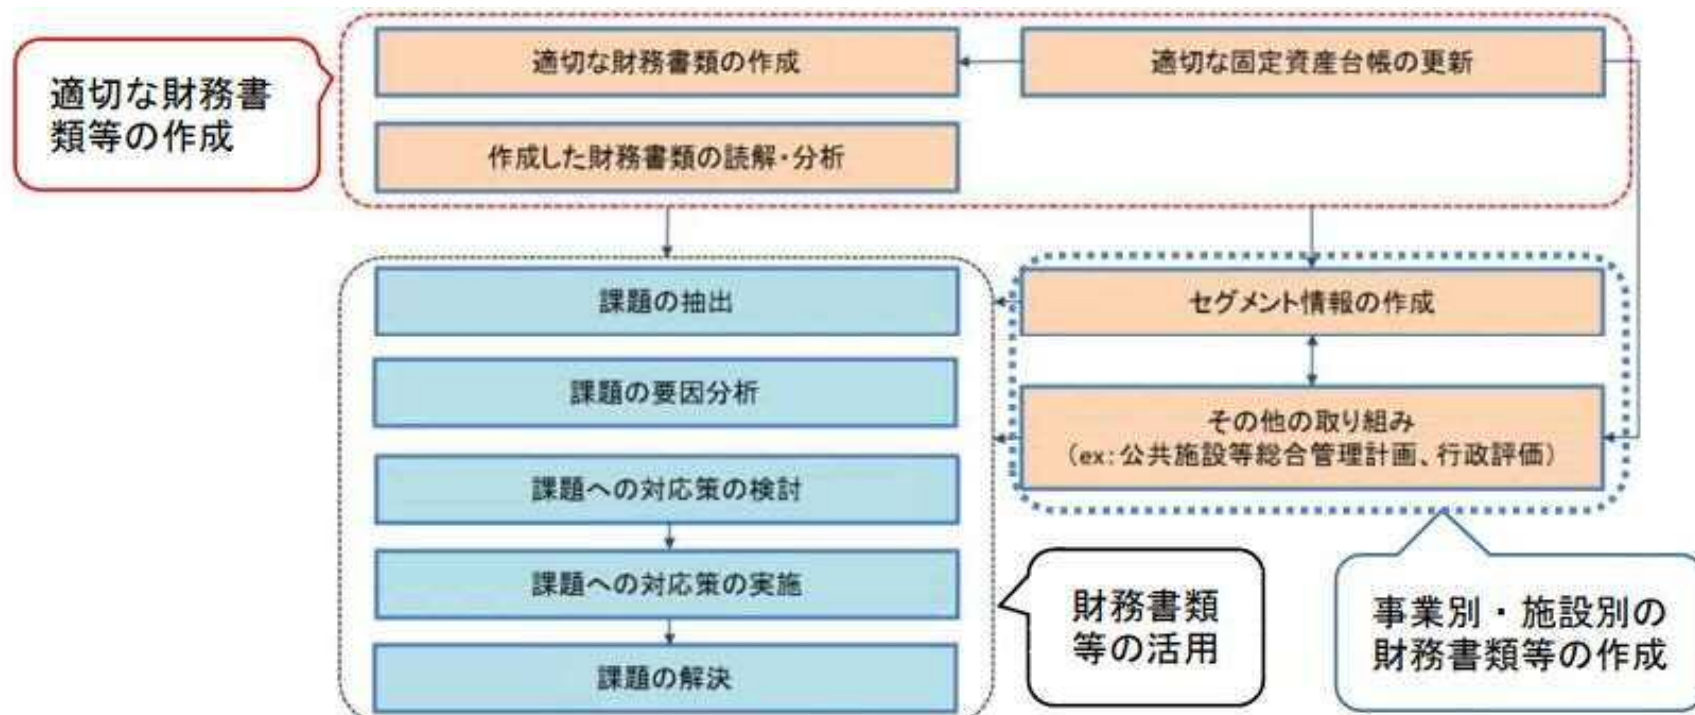 適切な財務書
類等の作成
適切な財務書類の作成
適切な固定資産台帳の更新
作成した財務書類の読解・分析
課題の抽出
セグメント情報の作成
課題の要因分析
その他の取り組み
(ex:公共施設等総合管理計画、行政評価)
課題への対応策の検討
課題への対応策の実施
課題の解決
財務書類
等の活用
事業別・施設別の
財務書類等の作成